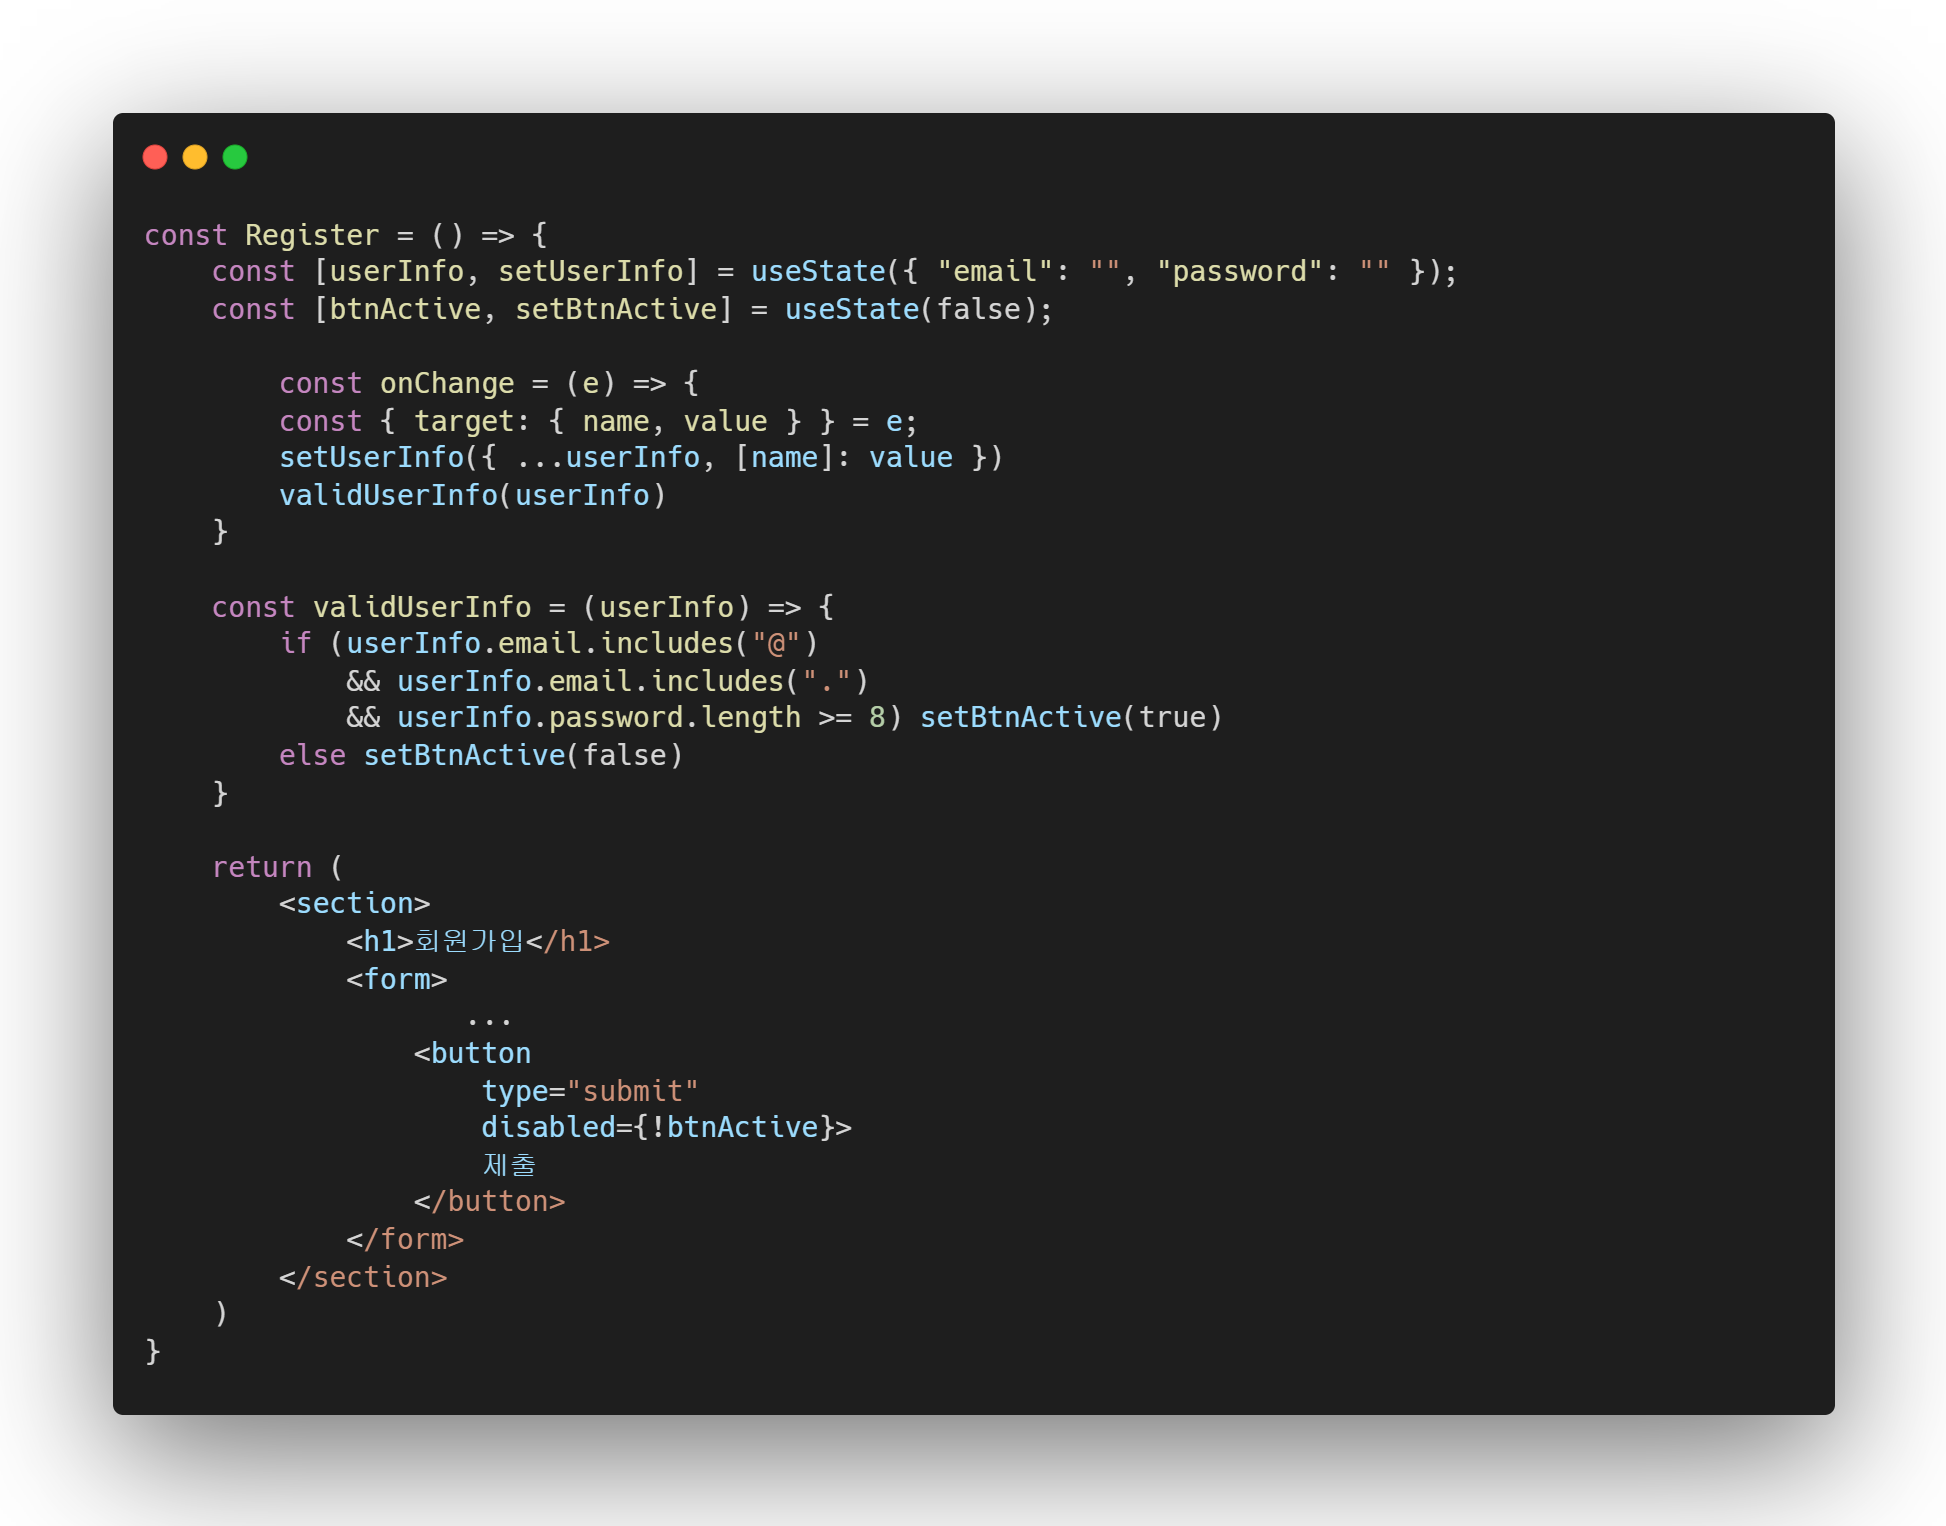 const Register = () => {
    const [userInfo, setUserInfo] = useState({ "email": "", "password": "" });
    const [btnActive, setBtnActive] = useState(false);

        const onChange = (e) => {
        const { target: { name, value } } = e;
        setUserInfo({ ...userInfo, [name]: value })
        validUserInfo(userInfo)
    }

    const validUserInfo = (userInfo) => {
        if (userInfo.email.includes("@")
            && userInfo.email.includes(".")
            && userInfo.password.length >= 8) setBtnActive(true)
        else setBtnActive(false)
    }

    return (
        <section>
            <h1>회원가입</h1>
            <form>
                   ...
                <button
                    type="submit"
                    disabled={!btnActive}>
                    제출
                </button>
            </form>
        </section>
    )
}